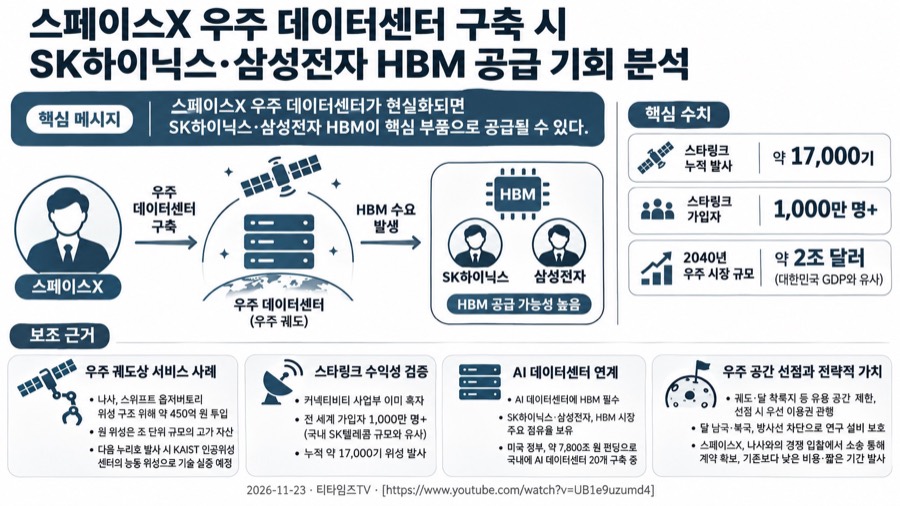 스페이스X 우주 데이터센터 구축 시
SK하이닉스·삼성전자 HBM 공급 기회 분석
핵심 메시지
스페이스X 우주 데이터센터가 현실화되면
SK하이닉스·삼성전자 HBM이 핵심 부품으로 공급될 수 있다.
스페이스X
우주
데이터센터
구축
우주 데이터센터
(우주 궤도)
HBM 수요
발생
HBM
SK하이닉스
삼성전자
HBM 공급 가능성 높음
핵심 수치
스타링크
누적 발사
약 17,000기
스타링크
가입자
1,000만 명+
2040년
우주 시장 규모
약 2조 달러
(대한민국 GDP와 유사)
보조 근거
우주 궤도상 서비스 사례
• 나사, 스위프트 옵저버토리
위성 구조 위해 약 450억 원 투입
• 원 위성은 조 단위 규모의 고가 자산
• 다음 누리호 발사 시 KAIST 인공위성
센터의 능동 위성으로 기술 실증 예정
스타링크 수익성 검증
• 커넥티비티 사업부 이미 흑자
• 전 세계 가입자 1,000만 명+
(국내 SK텔레콤 규모와 유사)
• 누적 약 17,000기 위성 발사
AI 데이터센터 연계
• AI 데이터센터에 HBM 필수
• SK하이닉스·삼성전자, HBM 시장
주요 점유율 보유
• 미국 정부, 약 7,800조 원 펀딩으로
국내에 AI 데이터센터 20개 구축 중
우주 공간 선점과 전략적 가치
• 궤도·달 착륙지 등 유용 공간 제한,
선점 시 우선 이용권 관행
• 달 남극·북극, 방사선 차단으로 연구 설비 보호
• 스페이스X, 나사와의 경쟁 입찰에서 소송 통해
계약 확보, 기존보다 낮은 비용·짧은 기간 발사
2026-11-23 · 티타임즈TV · [https://www.youtube.com/watch?v=UB1e9uzumd4]